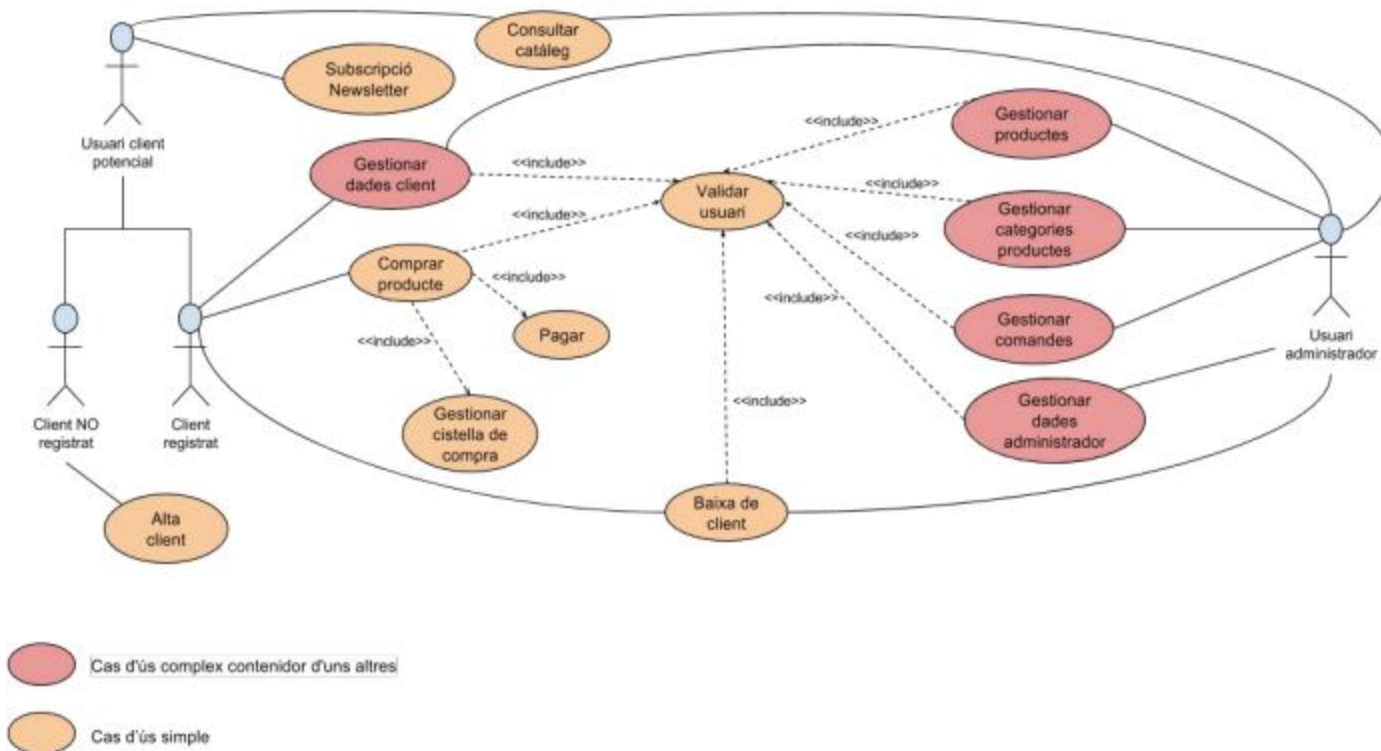 Consultar
catàleg
Subscripció
Newsletter
Usuari client
potencial
Gestionar
dades client
<<include>>
Validar
usuari
<<include>>
Gestionar
productes
<<include>>
Gestionar
categories
productes
<<include>>
Comprar
producte
<<include>>
<<include>>
Pagar
<<include>>
<<include>>
Gestionar
comandes
Usuari
administrador
Client NO
registrat
Client
registrat
Gestionar
cistella de
compra
<<include>>
Gestionar
dades
administrador
Alta
client
Baixa de
client
Cas d'ús complex contenidor d'uns altres
Cas d'ús simple